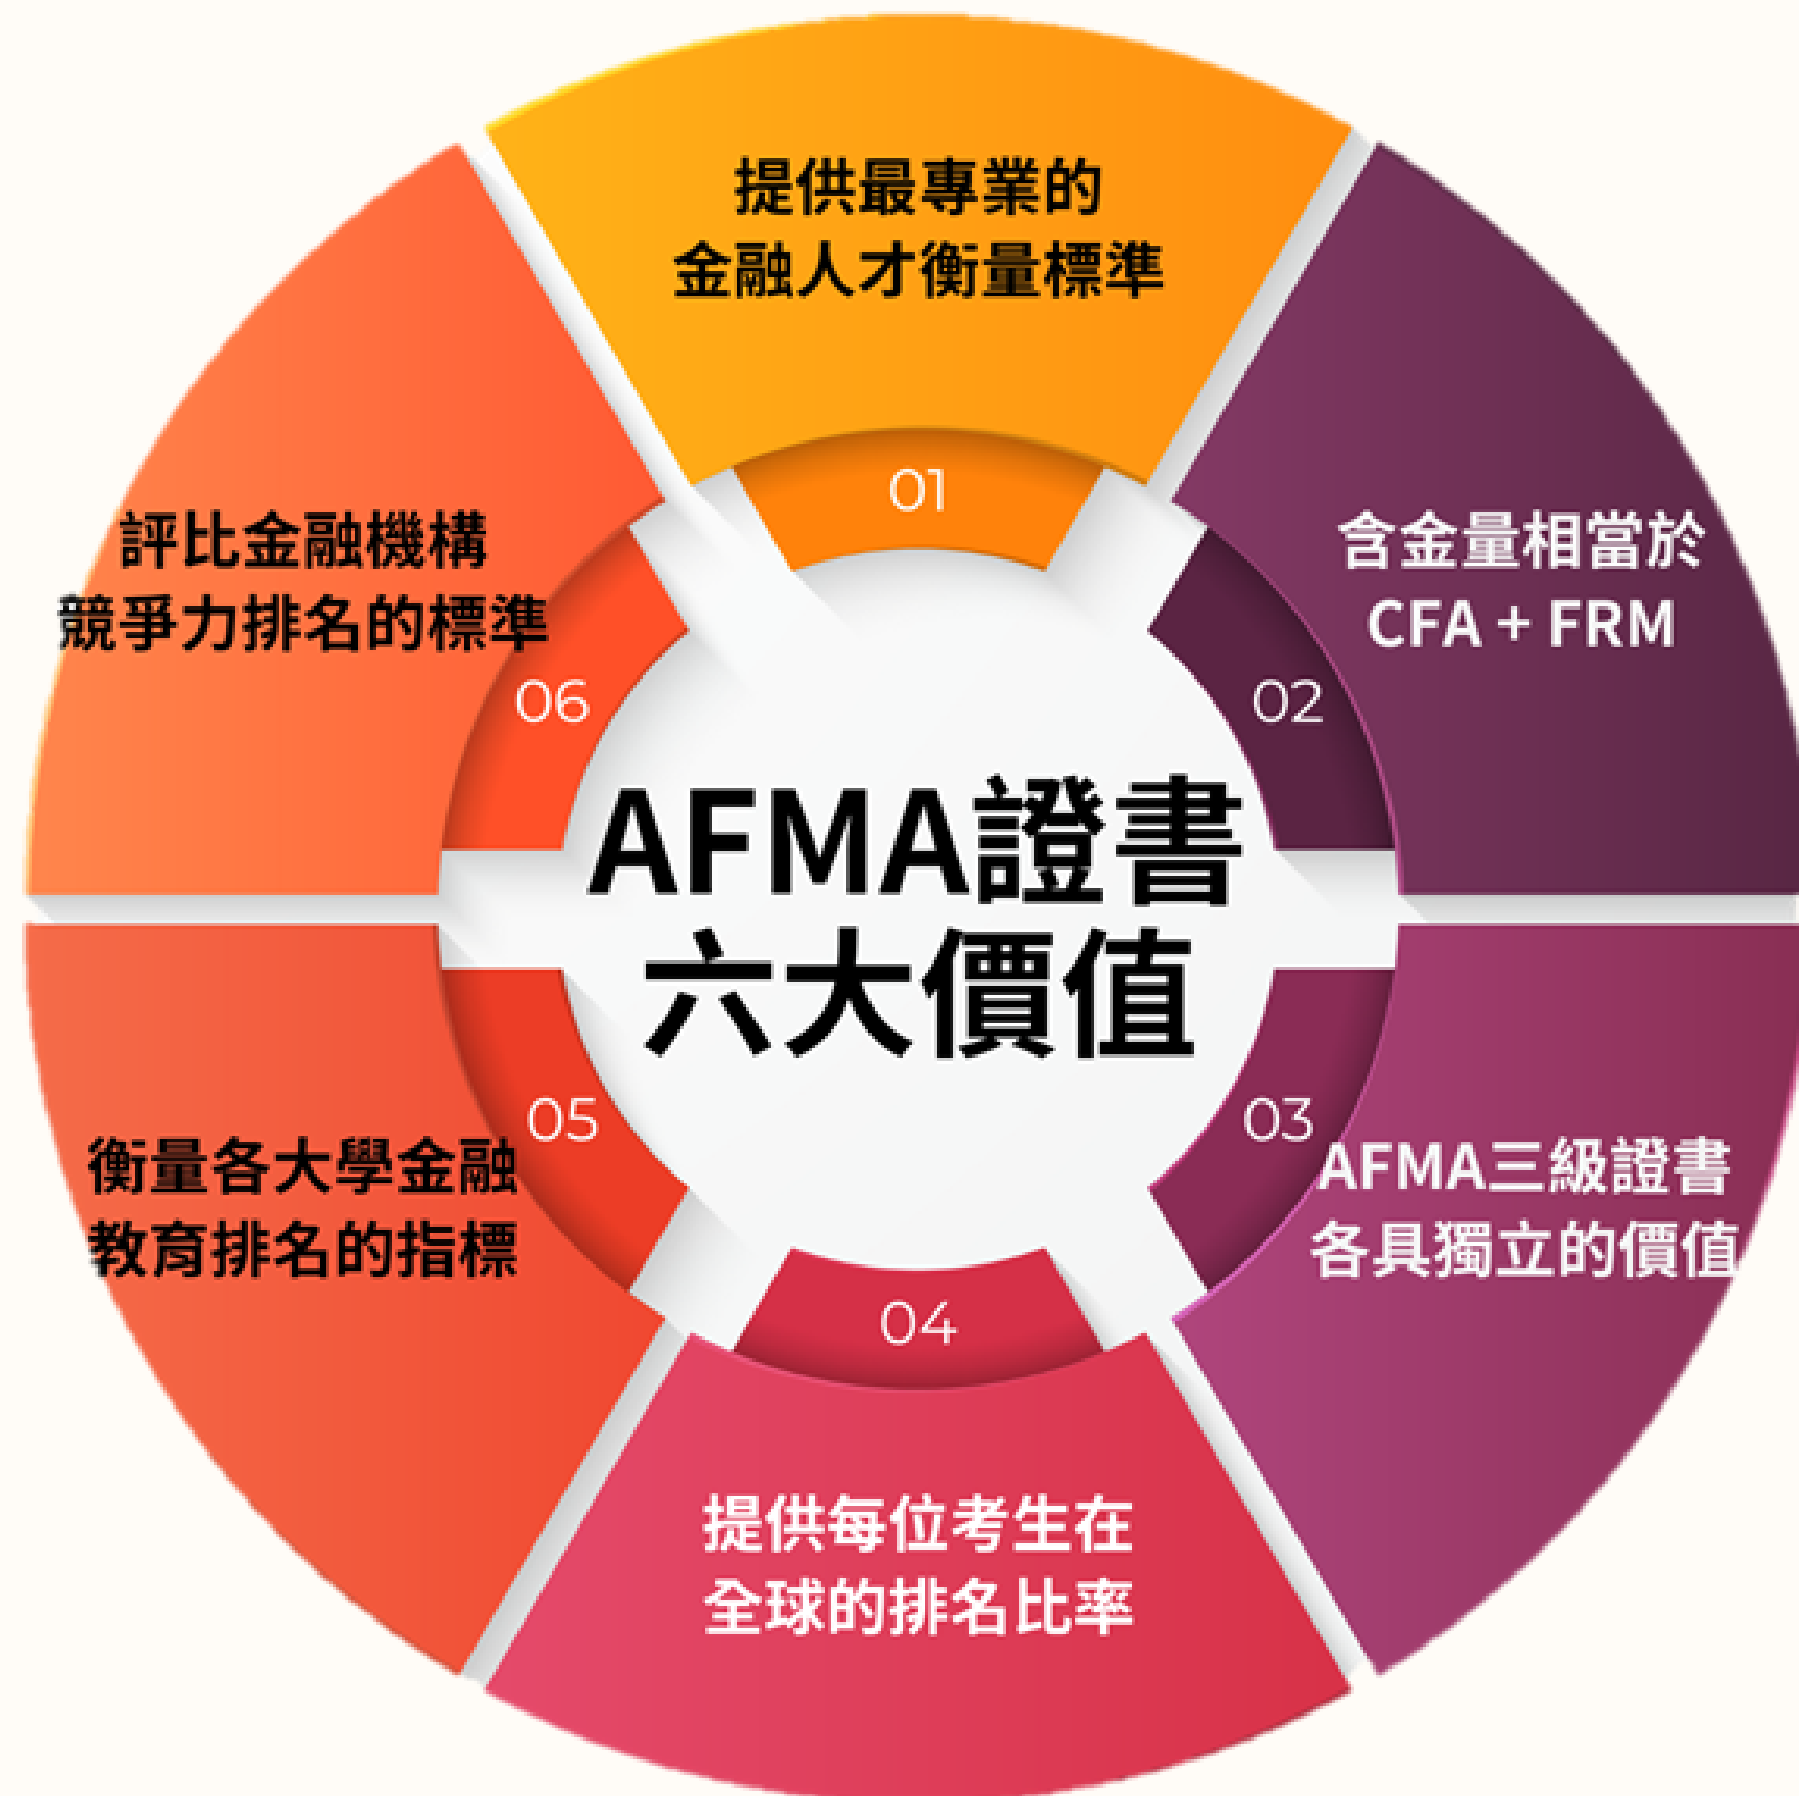 AFMA證書
六大價值
01
提供最專業的
金融人才衡量標準
02
含金量相當於
CFA + FRM
03
AFMA三級證書
各具獨立的價值
04
提供每位考生在
全球的排名比率
05
衡量各大學金融
教育排名的指標
06
評比金融機構
競爭力排名的標準